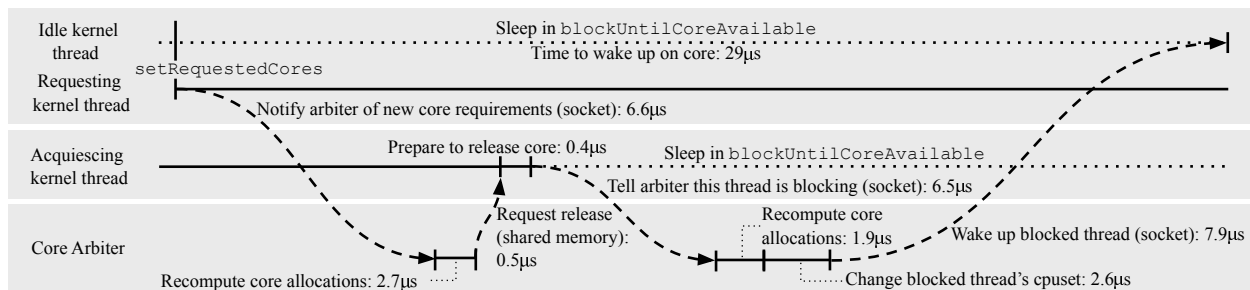 Idle kernel
thread
Sleep in blockUntilCoreAvailable
Time to wake up on core: 29µs
setRequestedCores
Requesting
kernel thread
Notify arbiter of new core requirements (socket): 6.6µs
Acquiescing
kernel thread
Prepare to release core: 0.4µs
Sleep in blockUntilCoreAvailable
Tell arbiter this thread is blocking (socket): 6.5µs
Core Arbiter
Request release
(shared memory):
0.5µs
Recompute core
allocations: 1.9µs
Wake up blocked thread (socket): 7.9µs
Recompute core allocations: 2.7µs
Change blocked thread's cpuset: 2.6µs